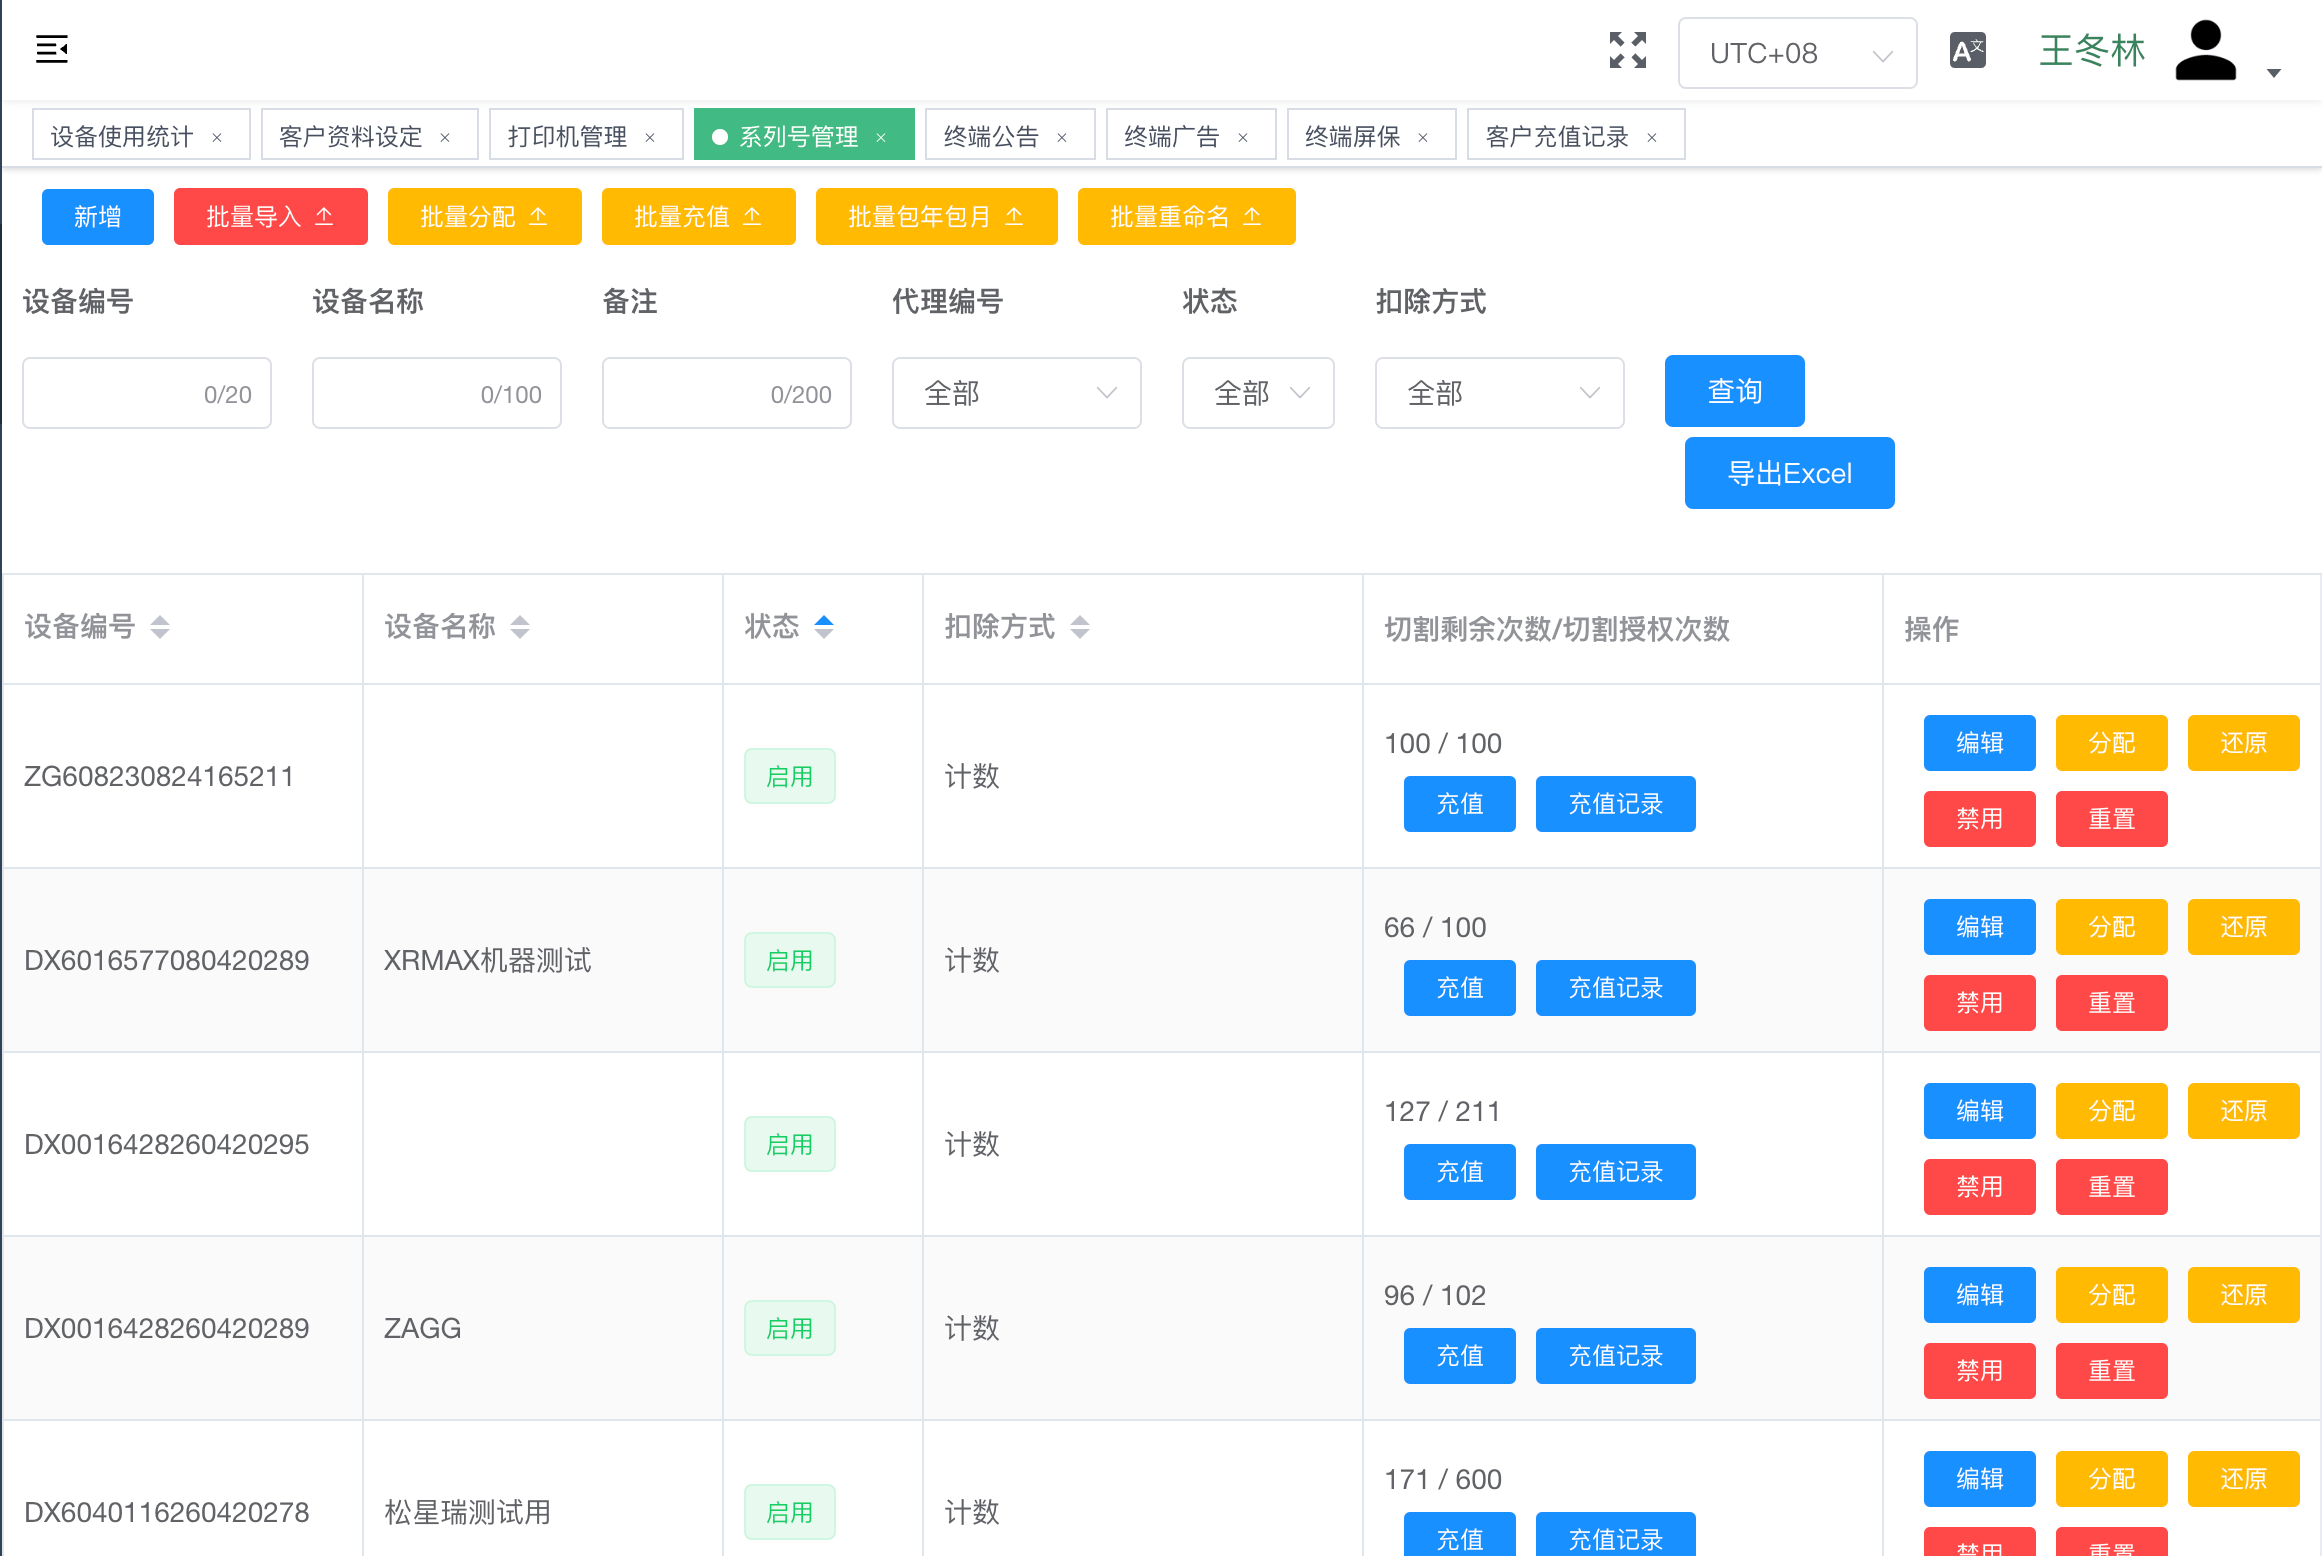 UTC+08 A文 王冬林
设备使用统计 × 客户资料设定 × 打印机管理 × 系列号管理 × 终端公告 × 终端广告 × 终端屏保 × 客户充值记录 ×
新增 批量导入 批量分配 批量充值 批量包年包月 批量重命名
设备编号 设备名称 备注 代理编号 状态 扣除方式
0/20 0/100 0/200 全部 全部 全部 查询
导出Excel
设备编号 设备名称 状态 扣除方式 切割剩余次数/切割授权次数 操作
100 / 100 编辑 分配 还原
ZG608230824165211 启用 计数
充值 充值记录 禁用 重置
66 / 100 编辑 分配 还原
DX6016577080420289 XRMAX机器测试 启用 计数
充值 充值记录 禁用 重置
127 / 211 编辑 分配 还原
DX0016428260420295 启用 计数
充值 充值记录 禁用 重置
96 / 102 编辑 分配 还原
DX0016428260420289 ZAGG 启用 计数
充值 充值记录 禁用 重置
171 / 600 编辑 分配 还原
DX6040116260420278 松星瑞测试用 启用 计数
充值 充值记录 禁用 重置